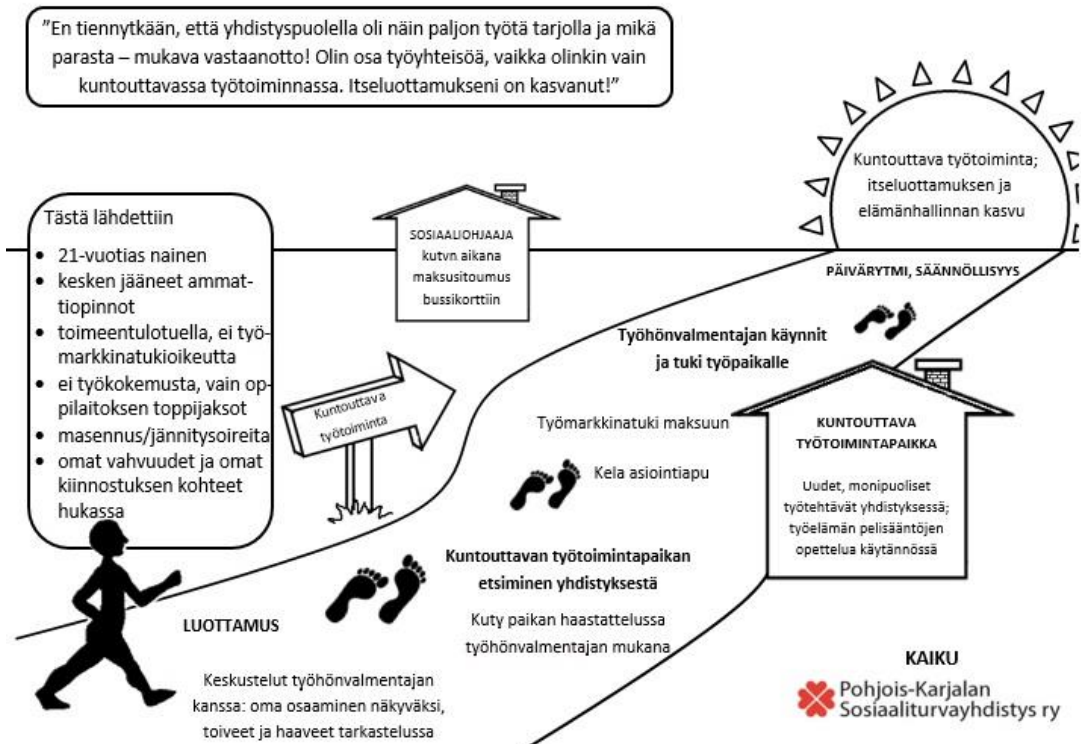 ”En tiennytkään, että yhdistyspuolella oli näin paljon työtä tarjolla ja mikä
parasta – mukava vastaanotto! Olin osa työyhteisöä, vaikka olinkin vain
kuntouttavassa työtoiminnassa. Itseluottamukseni on kasvanut!”
Kuntouttava työtoiminta;
itseluottamuksen ja
elämänhallinnan kasvu
Tästä lähdettiin
• 21-vuotias nainen
• kesken jääneet ammat-
tiopinnot
• toimeentulotuella, ei työ-
markkinatukioikeutta
• ei työkokemusta, vain op-
pilaitoksen toppijaksot
• masennus/jännitysoireita
• omat vahvuudet ja omat
kiinnostuksen kohteet
hukassa
SOSIAALIOHJAAJA
kutyn aikana
maksusitoumus
bussikorttiin
PÄIVÄRYTMI, SÄÄNNÖLLISYYS
Työhönvalmentajan käynnit
ja tuki työpaikalle
Kuntouttava
työtoiminta
Työmarkkinatuki maksuun
Kela asiointiapu
KUNTOUTTAVA
TYÖTOIMINTAPAIKKA
Uudet, monipuoliset
työtehtävät yhdistyksessä;
työelämän pelisääntöjen
opettelua käytännössä
Kuntouttavan työtoimintapaikan
etsiminen yhdistyksestä
Kuty paikan haastattelussa
työhönvalmentajan mukana
LUOTTAMUS
Keskustelut työhönvalmentajan
kanssa: oma osaaminen näkyväksi,
toiveet ja haaveet tarkastelussa
KAIKU
Pohjois-Karjalan
Sosiaaliturvayhdistys ry